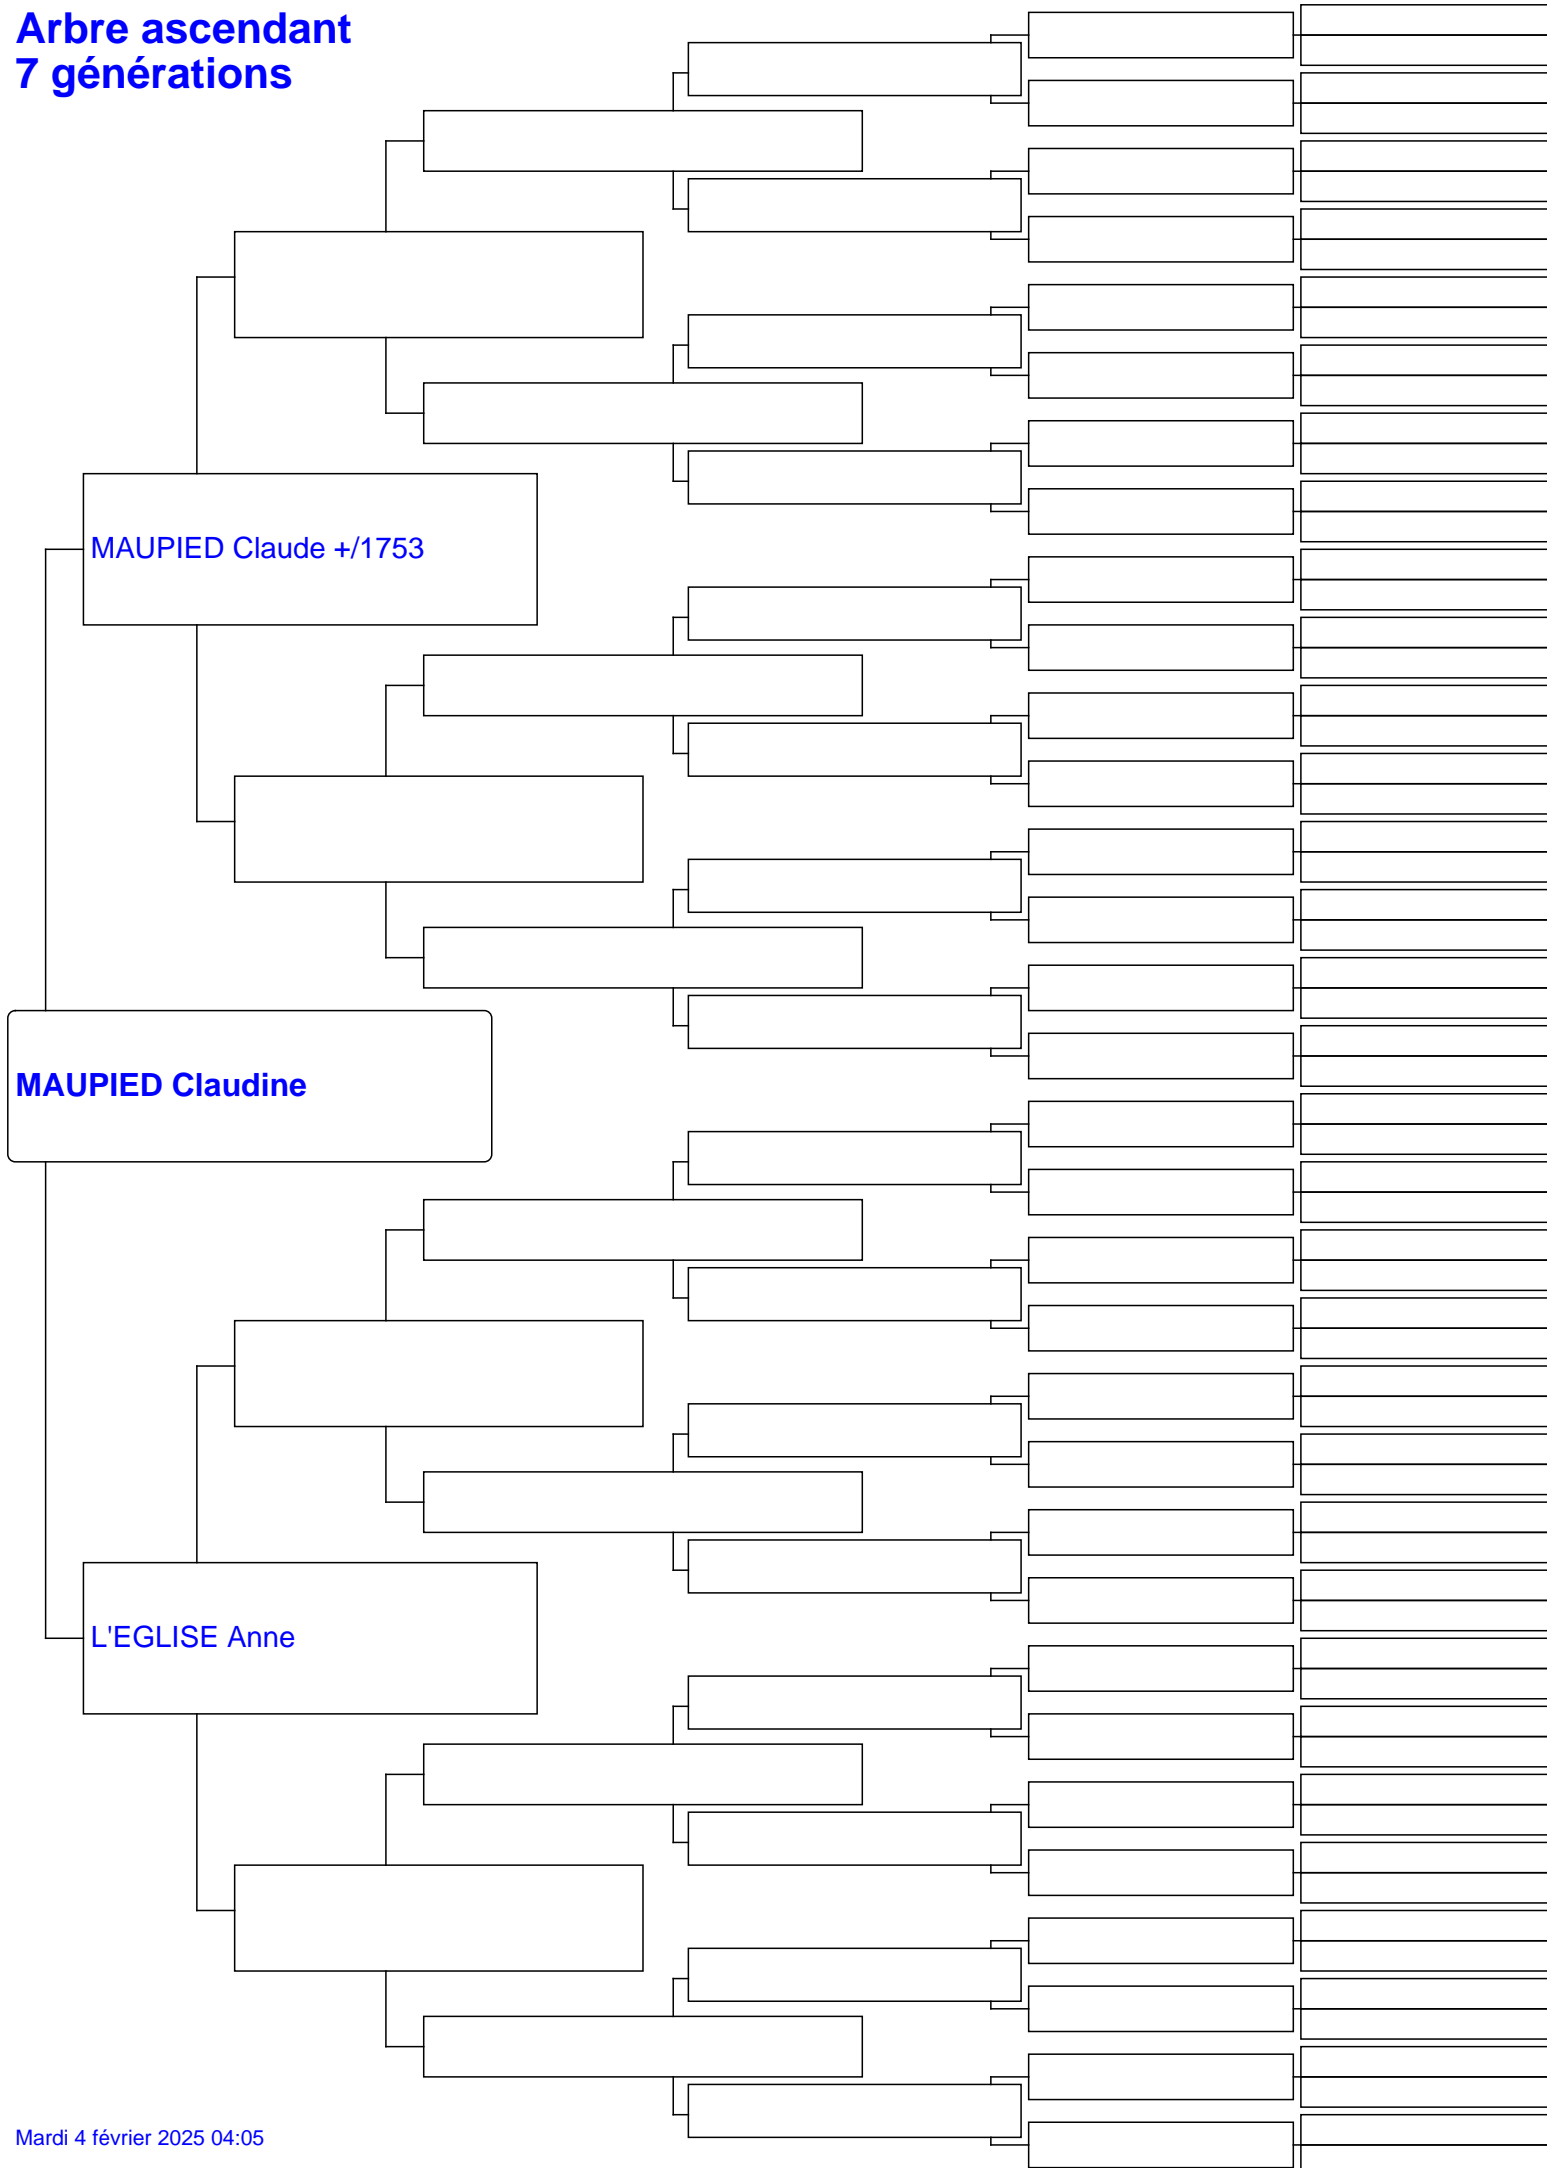 Arbre ascendant
7 générations
MAUPIED Claude +/1753
MAUPIED Claudine
L'EGLISE Anne
Mardi 4 février 2025 04:05